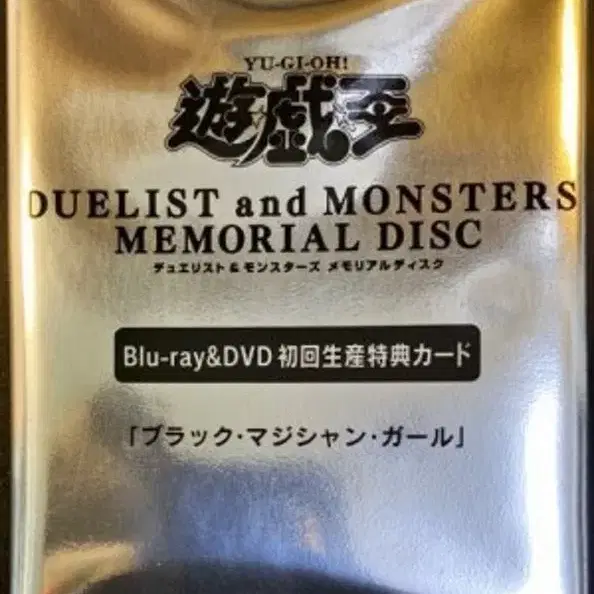 YU-GI-OH!
遊戯王
DUELIST and MONSTERS
MEMORIAL DISC
デュエリスト&モンスターズ メモリアルディスク
Blu-ray&DVD 初回生産特典カード
「ブラック・マジシャン・ガール」